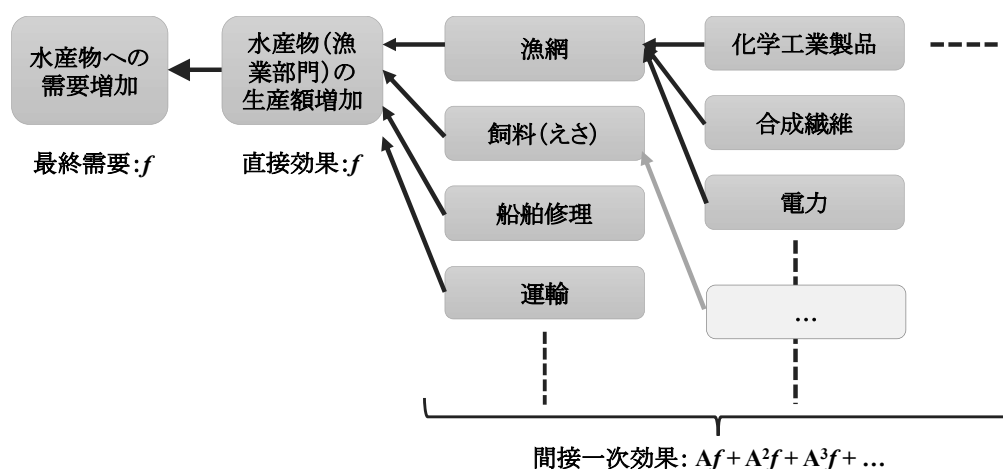 水産物への
需要増加
最終需要:f
水産物(漁
業部門)の
生産額増加
直接効果:f
漁網
飼料(えさ)
船舶修理
運輸
化学工業製品
合成繊維
電力
…
間接一次効果: Af + A²f + A³f + …